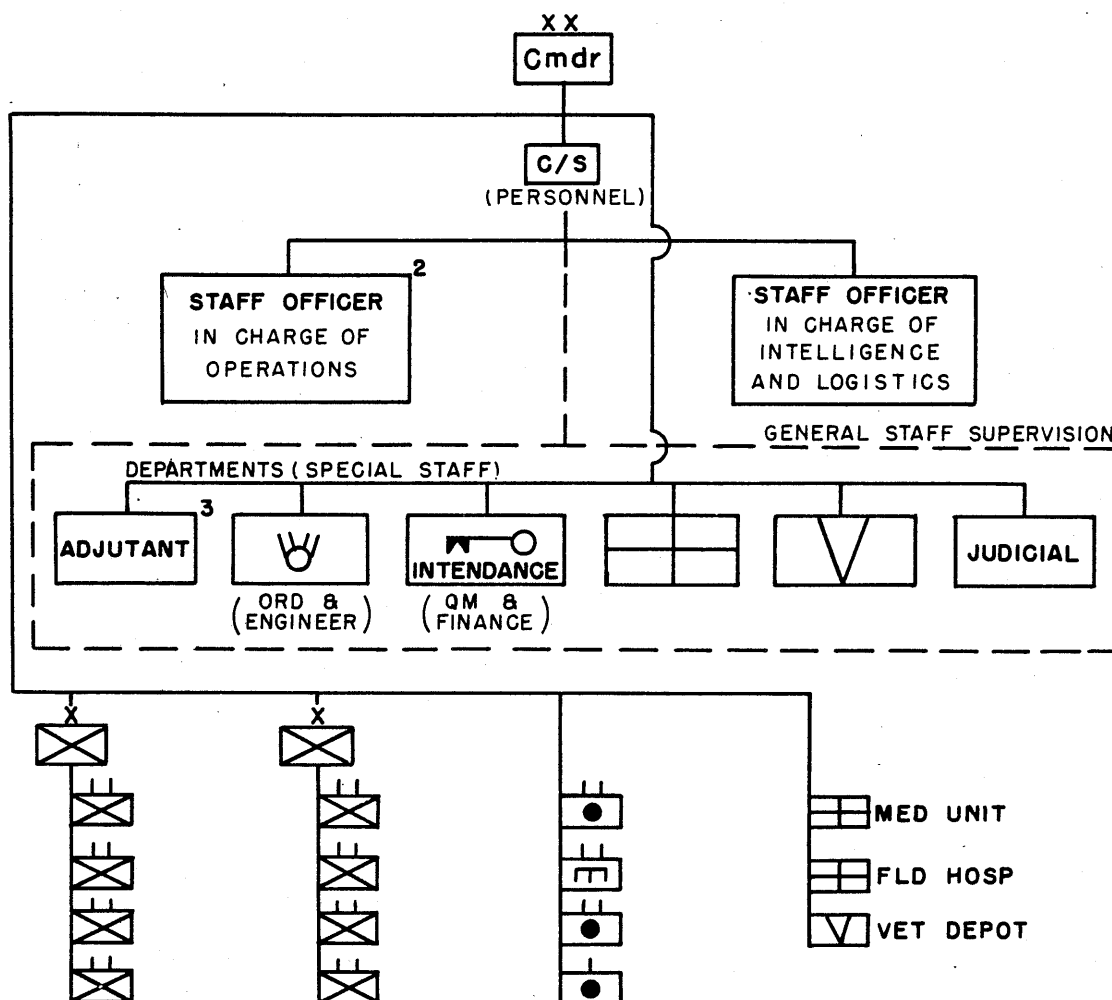 XX
Cmdr
C/S
(PERSONNEL)
2
STAFF OFFICER
IN CHARGE OF
OPERATIONS
STAFF OFFICER
IN CHARGE OF
INTELLIGENCE
AND LOGISTICS
GENERAL STAFF SUPERVISION
DEPARTMENTS (SPECIAL STAFF)
3
ADJUTANT
INTENDANCE
JUDICIAL
(ORD &
ENGINEER)
(QM &
FINANCE)
X
X
MED UNIT
FLD HOSP
VET DEPOT